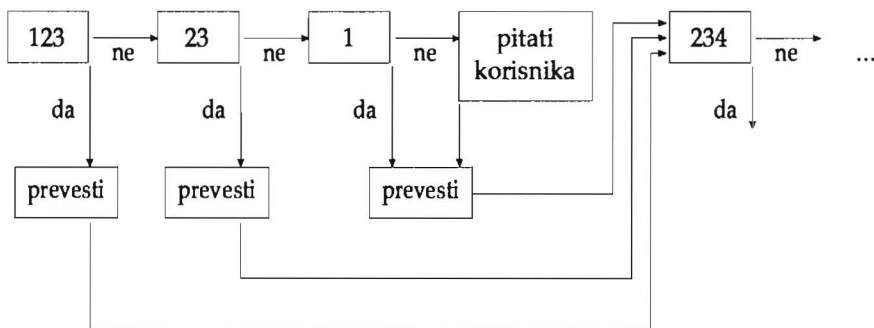 123
ne
23
ne
1
ne
pitati
korisnika
234
ne
...
da
da
da
da
prevesti
prevesti
prevesti